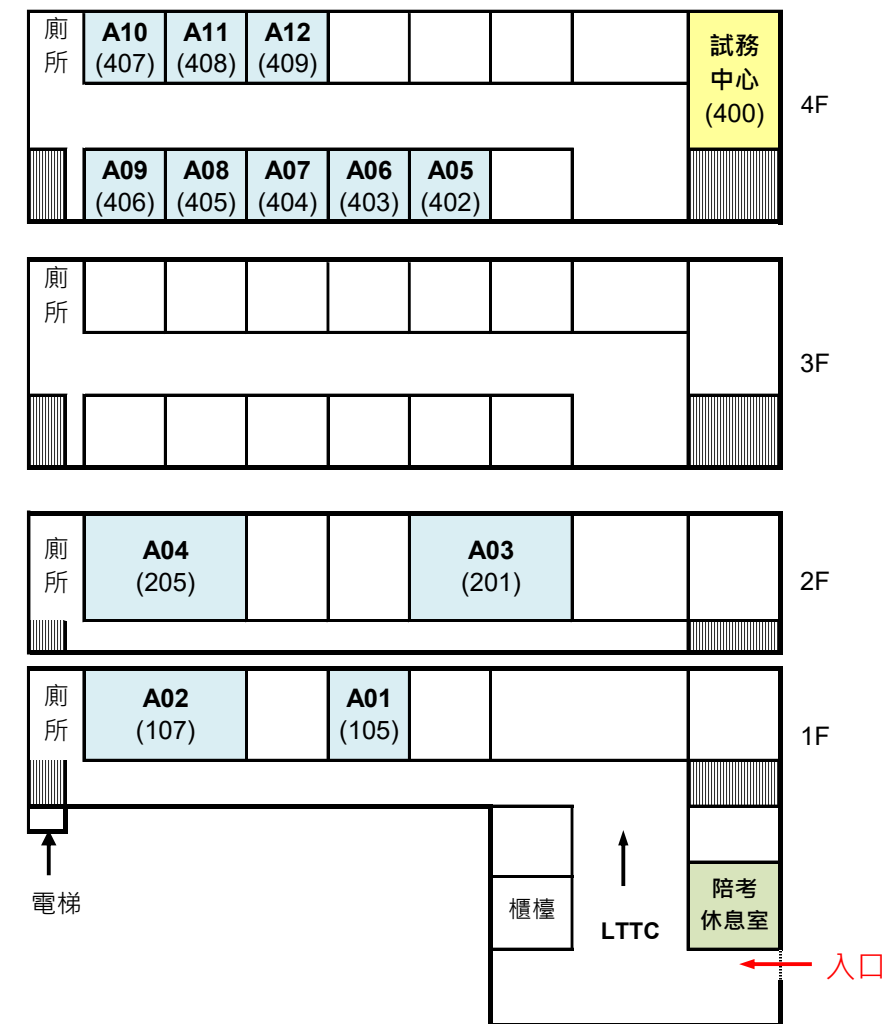 廁所
A10
(407)
A11
(408)
A12
(409)
試務
中心
(400)
4F
A09
(406)
A08
(405)
A07
(404)
A06
(403)
A05
(402)
廁所
3F
廁所
A04
(205)
A03
(201)
2F
廁所
A02
(107)
A01
(105)
1F
電梯
櫃檯
LTTC
陪考
休息室
入口